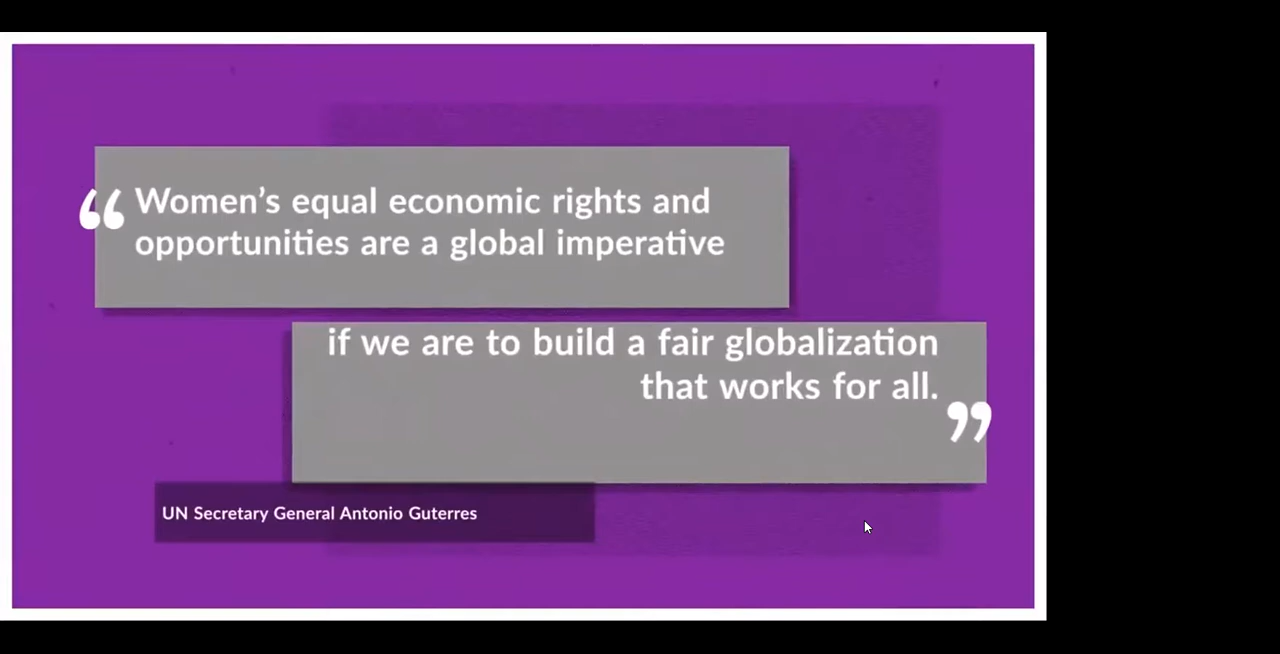 “Women’s equal economic rights and
opportunities are a global imperative
if we are to build a fair globalization
that works for all.”
UN Secretary General Antonio Guterres